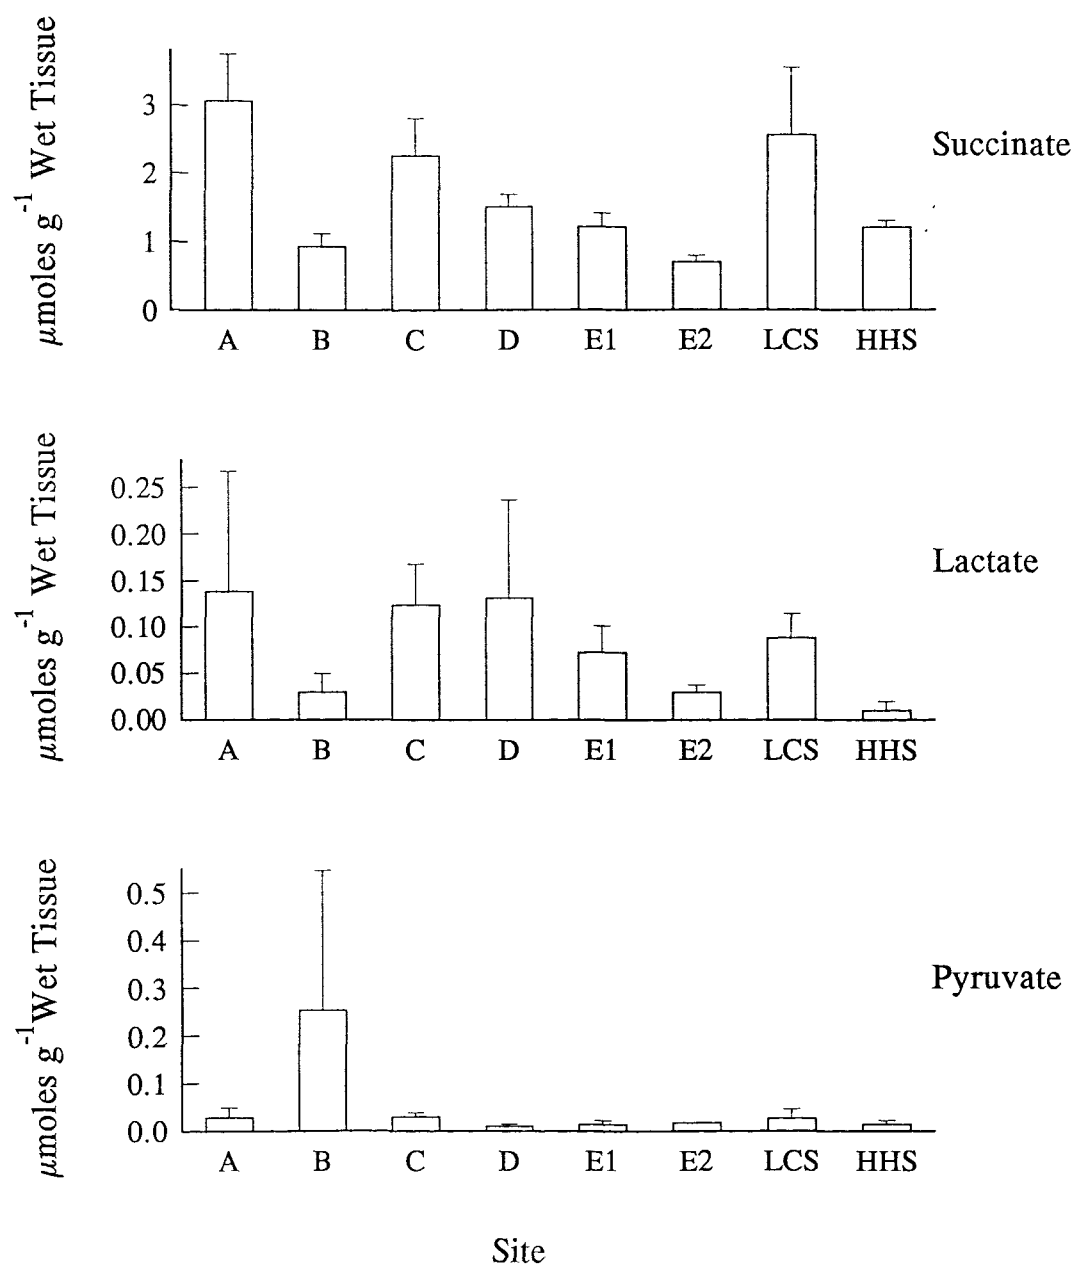 μmoles g⁻¹ Wet Tissue
3
2
1
0
A B C D E1 E2 LCS HHS
Succinate
μmoles g⁻¹ Wet Tissue
0.25
0.20
0.15
0.10
0.05
0.00
A B C D E1 E2 LCS HHS
Lactate
μmoles g⁻¹ Wet Tissue
0.5
0.4
0.3
0.2
0.1
0.0
A B C D E1 E2 LCS HHS
Pyruvate
Site